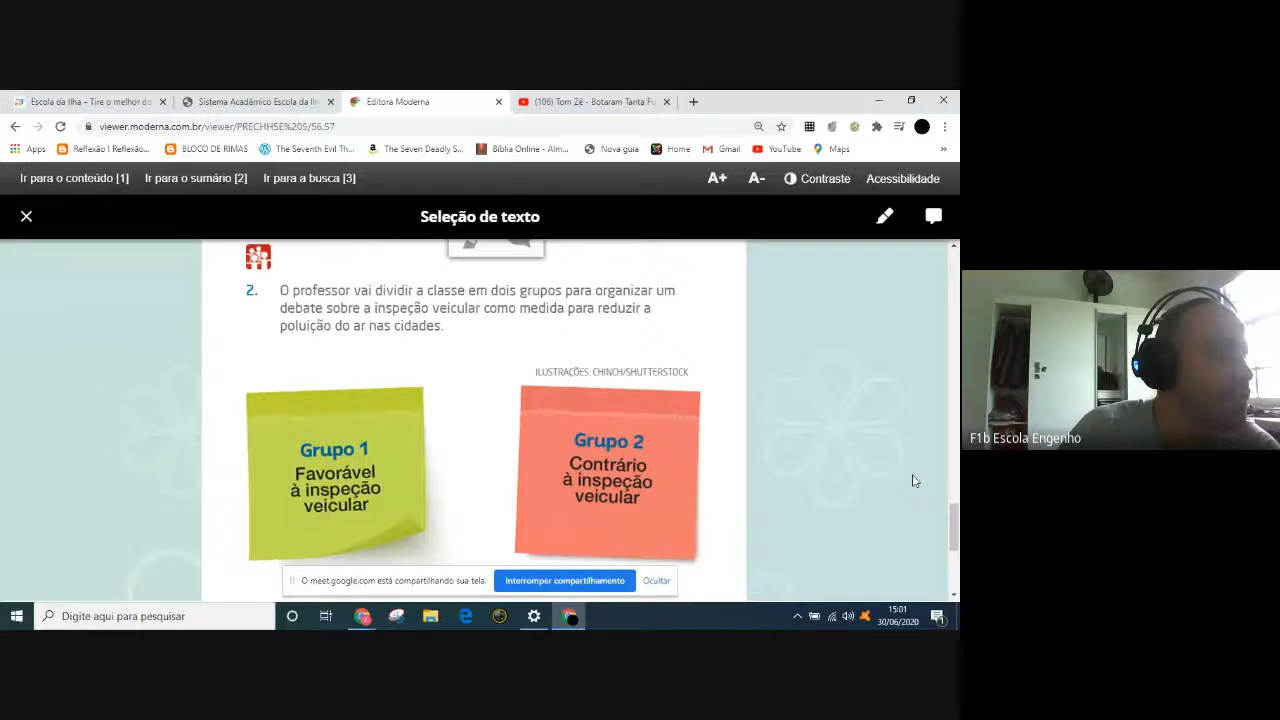 Escola da Ilha – Tire o melhor do
Sistema Acadêmico Escola da Ilh
Editora Moderna
(106) Tom Zé - Botaram Tanta Fu
viewer.moderna.com.br/viewer/PRECHH5E%205/56,57
Apps
Reflexão ! Reflexão...
BLOCO DE RIMAS
The Seventh Evil Th...
The Seven Deadly S...
Bíblia Online - Alm...
Nova guia
Home
Gmail
YouTube
Maps
»
Ir para o conteúdo [1]
Ir para o sumário [2]
Ir para a busca [3]
A+
A-
Contraste
Acessibilidade
Seleção de texto
2. O professor vai dividir a classe em dois grupos para organizar um
debate sobre a inspeção veicular como medida para reduzir a
poluição do ar nas cidades.
ILUSTRAÇÕES: CHINCH/SHUTTERSTOCK
Grupo 1
Favorável
à inspeção
veicular
Grupo 2
Contrário
à inspeção
veicular
F1b Escola Engenho
O meet.google.com está compartilhando sua tela.
Interromper compartilhamento
Ocultar
Digite aqui para pesquisar
15:01
30/06/2020